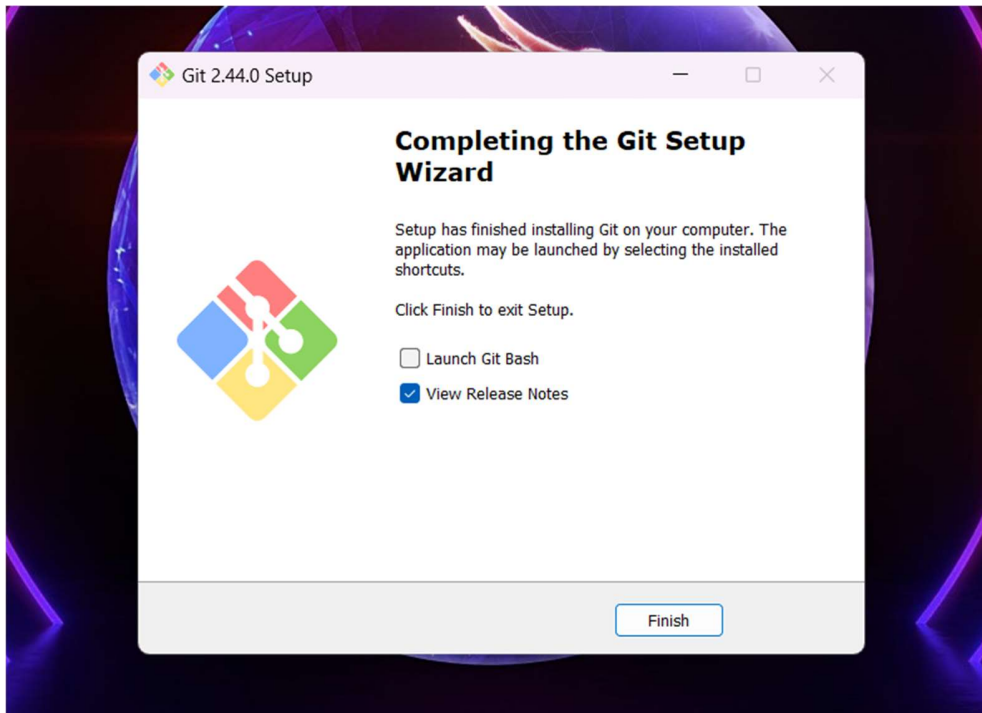 Git 2.44.0 Setup
Completing the Git Setup
Wizard
Setup has finished installing Git on your computer. The
application may be launched by selecting the installed
shortcuts.
Click Finish to exit Setup.
Launch Git Bash
View Release Notes
Finish